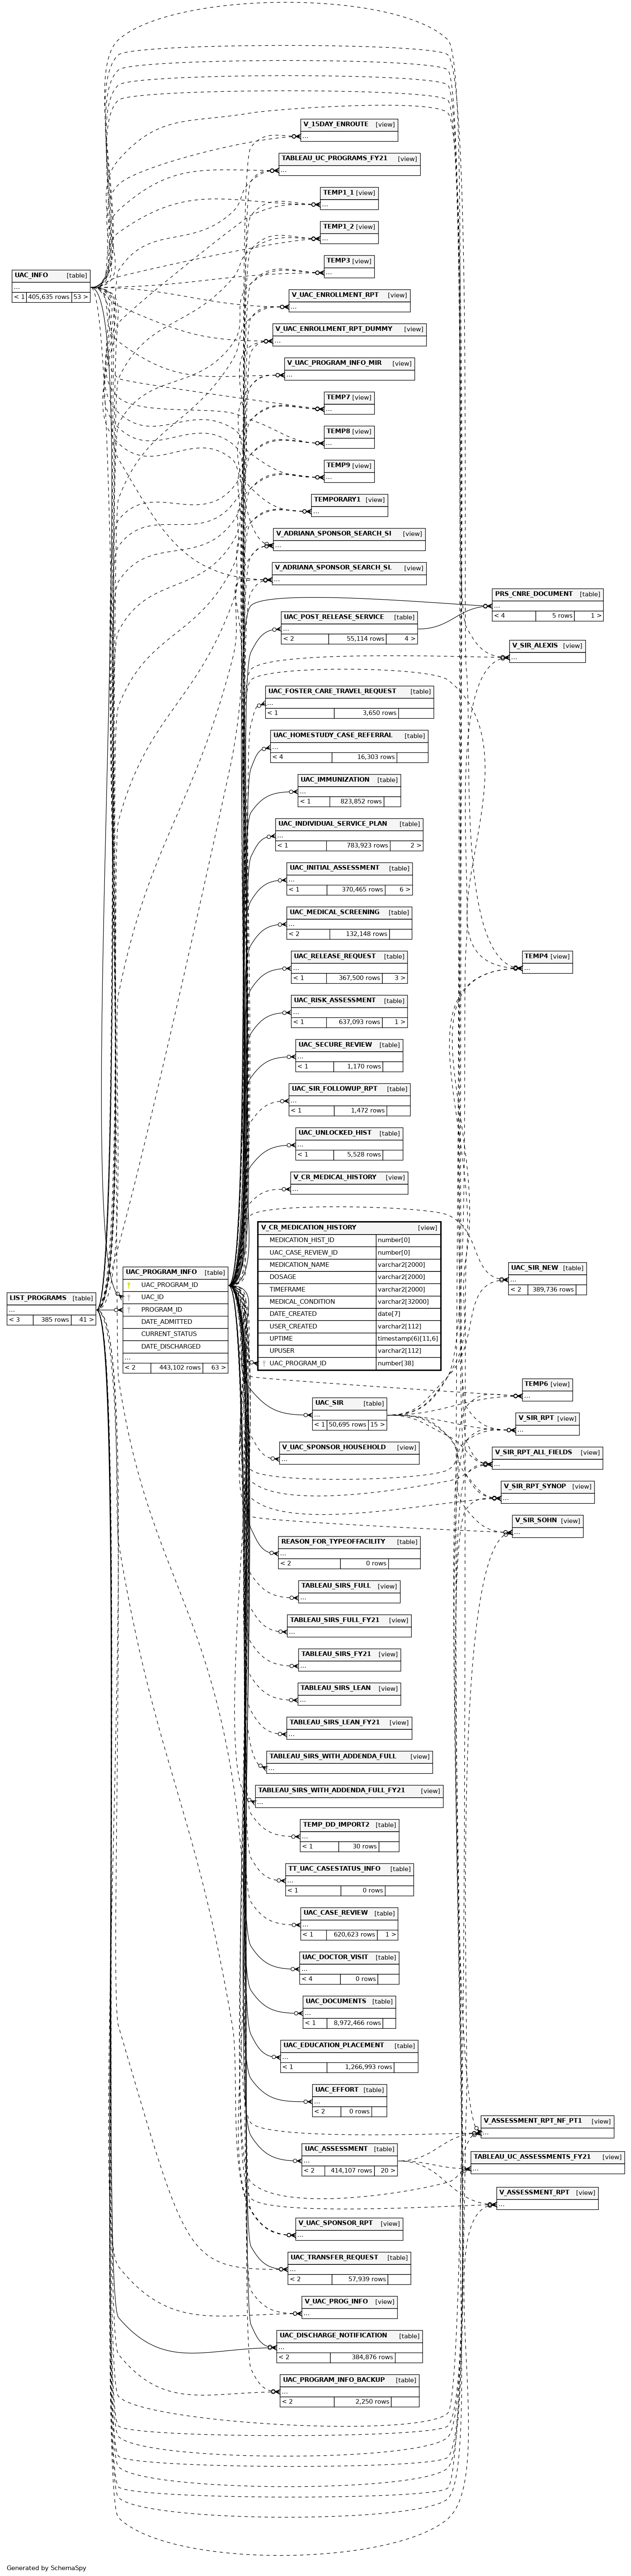 V_15DAY_ENROUTE [view]
...
TABLEAU_UC_PROGRAMS_FY21 [view]
...
TEMP1_1 [view]
...
TEMP1_2 [view]
...
TEMP3 [view]
...
UAC_INFO [table]
...
< 1 405,635 rows 53 >
V_UAC_ENROLLMENT_RPT [view]
...
V_UAC_ENROLLMENT_RPT_DUMMY [view]
...
V_UAC_PROGRAM_INFO_MIR [view]
...
TEMP7 [view]
...
TEMP8 [view]
...
TEMP9 [view]
...
TEMPORARY1 [view]
...
V_ADRIANA_SPONSOR_SEARCH_SI [view]
...
V_ADRIANA_SPONSOR_SEARCH_SL [view]
...
PRS_CNRE_DOCUMENT [table]
...
< 4 5 rows 1 >
UAC_POST_RELEASE_SERVICE [table]
...
< 2 55,114 rows 4 >
V_SIR_ALEXIS [view]
...
UAC_FOSTER_CARE_TRAVEL_REQUEST [table]
...
< 1 3,650 rows
UAC_HOMESTUDY_CASE_REFERRAL [table]
...
< 4 16,303 rows
UAC_IMMUNIZATION [table]
...
< 1 823,852 rows
UAC_INDIVIDUAL_SERVICE_PLAN [table]
...
< 1 783,923 rows 2 >
UAC_INITIAL_ASSESSMENT [table]
...
< 1 370,465 rows 6 >
UAC_MEDICAL_SCREENING [table]
...
< 2 132,148 rows
UAC_RELEASE_REQUEST [table]
...
< 1 367,500 rows 3 >
TEMP4 [view]
...
UAC_RISK_ASSESSMENT [table]
...
< 1 637,093 rows 1 >
UAC_SECURE_REVIEW [table]
...
< 1 1,170 rows
UAC_SIR_FOLLOWUP_RPT [table]
...
< 1 1,472 rows
UAC_UNLOCKED_HIST [table]
...
< 1 5,528 rows
V_CR_MEDICAL_HISTORY [view]
...
V_CR_MEDICATION_HISTORY [view]
MEDICATION_HIST_ID number[0]
UAC_CASE_REVIEW_ID number[0]
MEDICATION_NAME varchar2[2000]
DOSAGE varchar2[2000]
TIMEFRAME varchar2[2000]
MEDICAL_CONDITION varchar2[32000]
DATE_CREATED date[7]
USER_CREATED varchar2[112]
UPTIME timestamp(6)[11,6]
UPUSER varchar2[112]
UAC_PROGRAM_ID number[38]
UAC_PROGRAM_INFO [table]
UAC_PROGRAM_ID
UAC_ID
PROGRAM_ID
DATE_ADMITTED
CURRENT_STATUS
DATE_DISCHARGED
...
< 2 443,102 rows 63 >
LIST_PROGRAMS [table]
...
< 3 385 rows 41 >
UAC_SIR_NEW [table]
...
< 2 389,736 rows
TEMP6 [view]
...
UAC_SIR [table]
...
< 1 50,695 rows 15 >
V_SIR_RPT [view]
...
V_UAC_SPONSOR_HOUSEHOLD [view]
...
V_SIR_RPT_ALL_FIELDS [view]
...
V_SIR_RPT_SYNOP [view]
...
V_SIR_SOHN [view]
...
REASON_FOR_TYPEOFFACILITY [table]
...
< 2 0 rows
TABLEAU_SIRS_FULL [view]
...
TABLEAU_SIRS_FULL_FY21 [view]
...
TABLEAU_SIRS_FY21 [view]
...
TABLEAU_SIRS_LEAN [view]
...
TABLEAU_SIRS_LEAN_FY21 [view]
...
TABLEAU_SIRS_WITH_ADDENDA_FULL [view]
...
TABLEAU_SIRS_WITH_ADDENDA_FULL_FY21 [view]
...
TEMP_DD_IMPORT2 [table]
...
< 1 30 rows
TT_UAC_CASESTATUS_INFO [table]
...
< 1 0 rows
UAC_CASE_REVIEW [table]
...
< 1 620,623 rows 1 >
UAC_DOCTOR_VISIT [table]
...
< 4 0 rows
UAC_DOCUMENTS [table]
...
< 1 8,972,466 rows
UAC_EDUCATION_PLACEMENT [table]
...
< 1 1,266,993 rows
UAC_EFFORT [table]
...
< 2 0 rows
V_ASSESSMENT_RPT_NF_PT1 [view]
...
UAC_ASSESSMENT [table]
...
< 2 414,107 rows 20 >
TABLEAU_UC_ASSESSMENTS_FY21 [view]
...
V_ASSESSMENT_RPT [view]
...
V_UAC_SPONSOR_RPT [view]
...
UAC_TRANSFER_REQUEST [table]
...
< 2 57,939 rows
V_UAC_PROG_INFO [view]
...
UAC_DISCHARGE_NOTIFICATION [table]
...
< 2 384,876 rows
UAC_PROGRAM_INFO_BACKUP [table]
...
< 2 2,250 rows
Generated by SchemaSpy